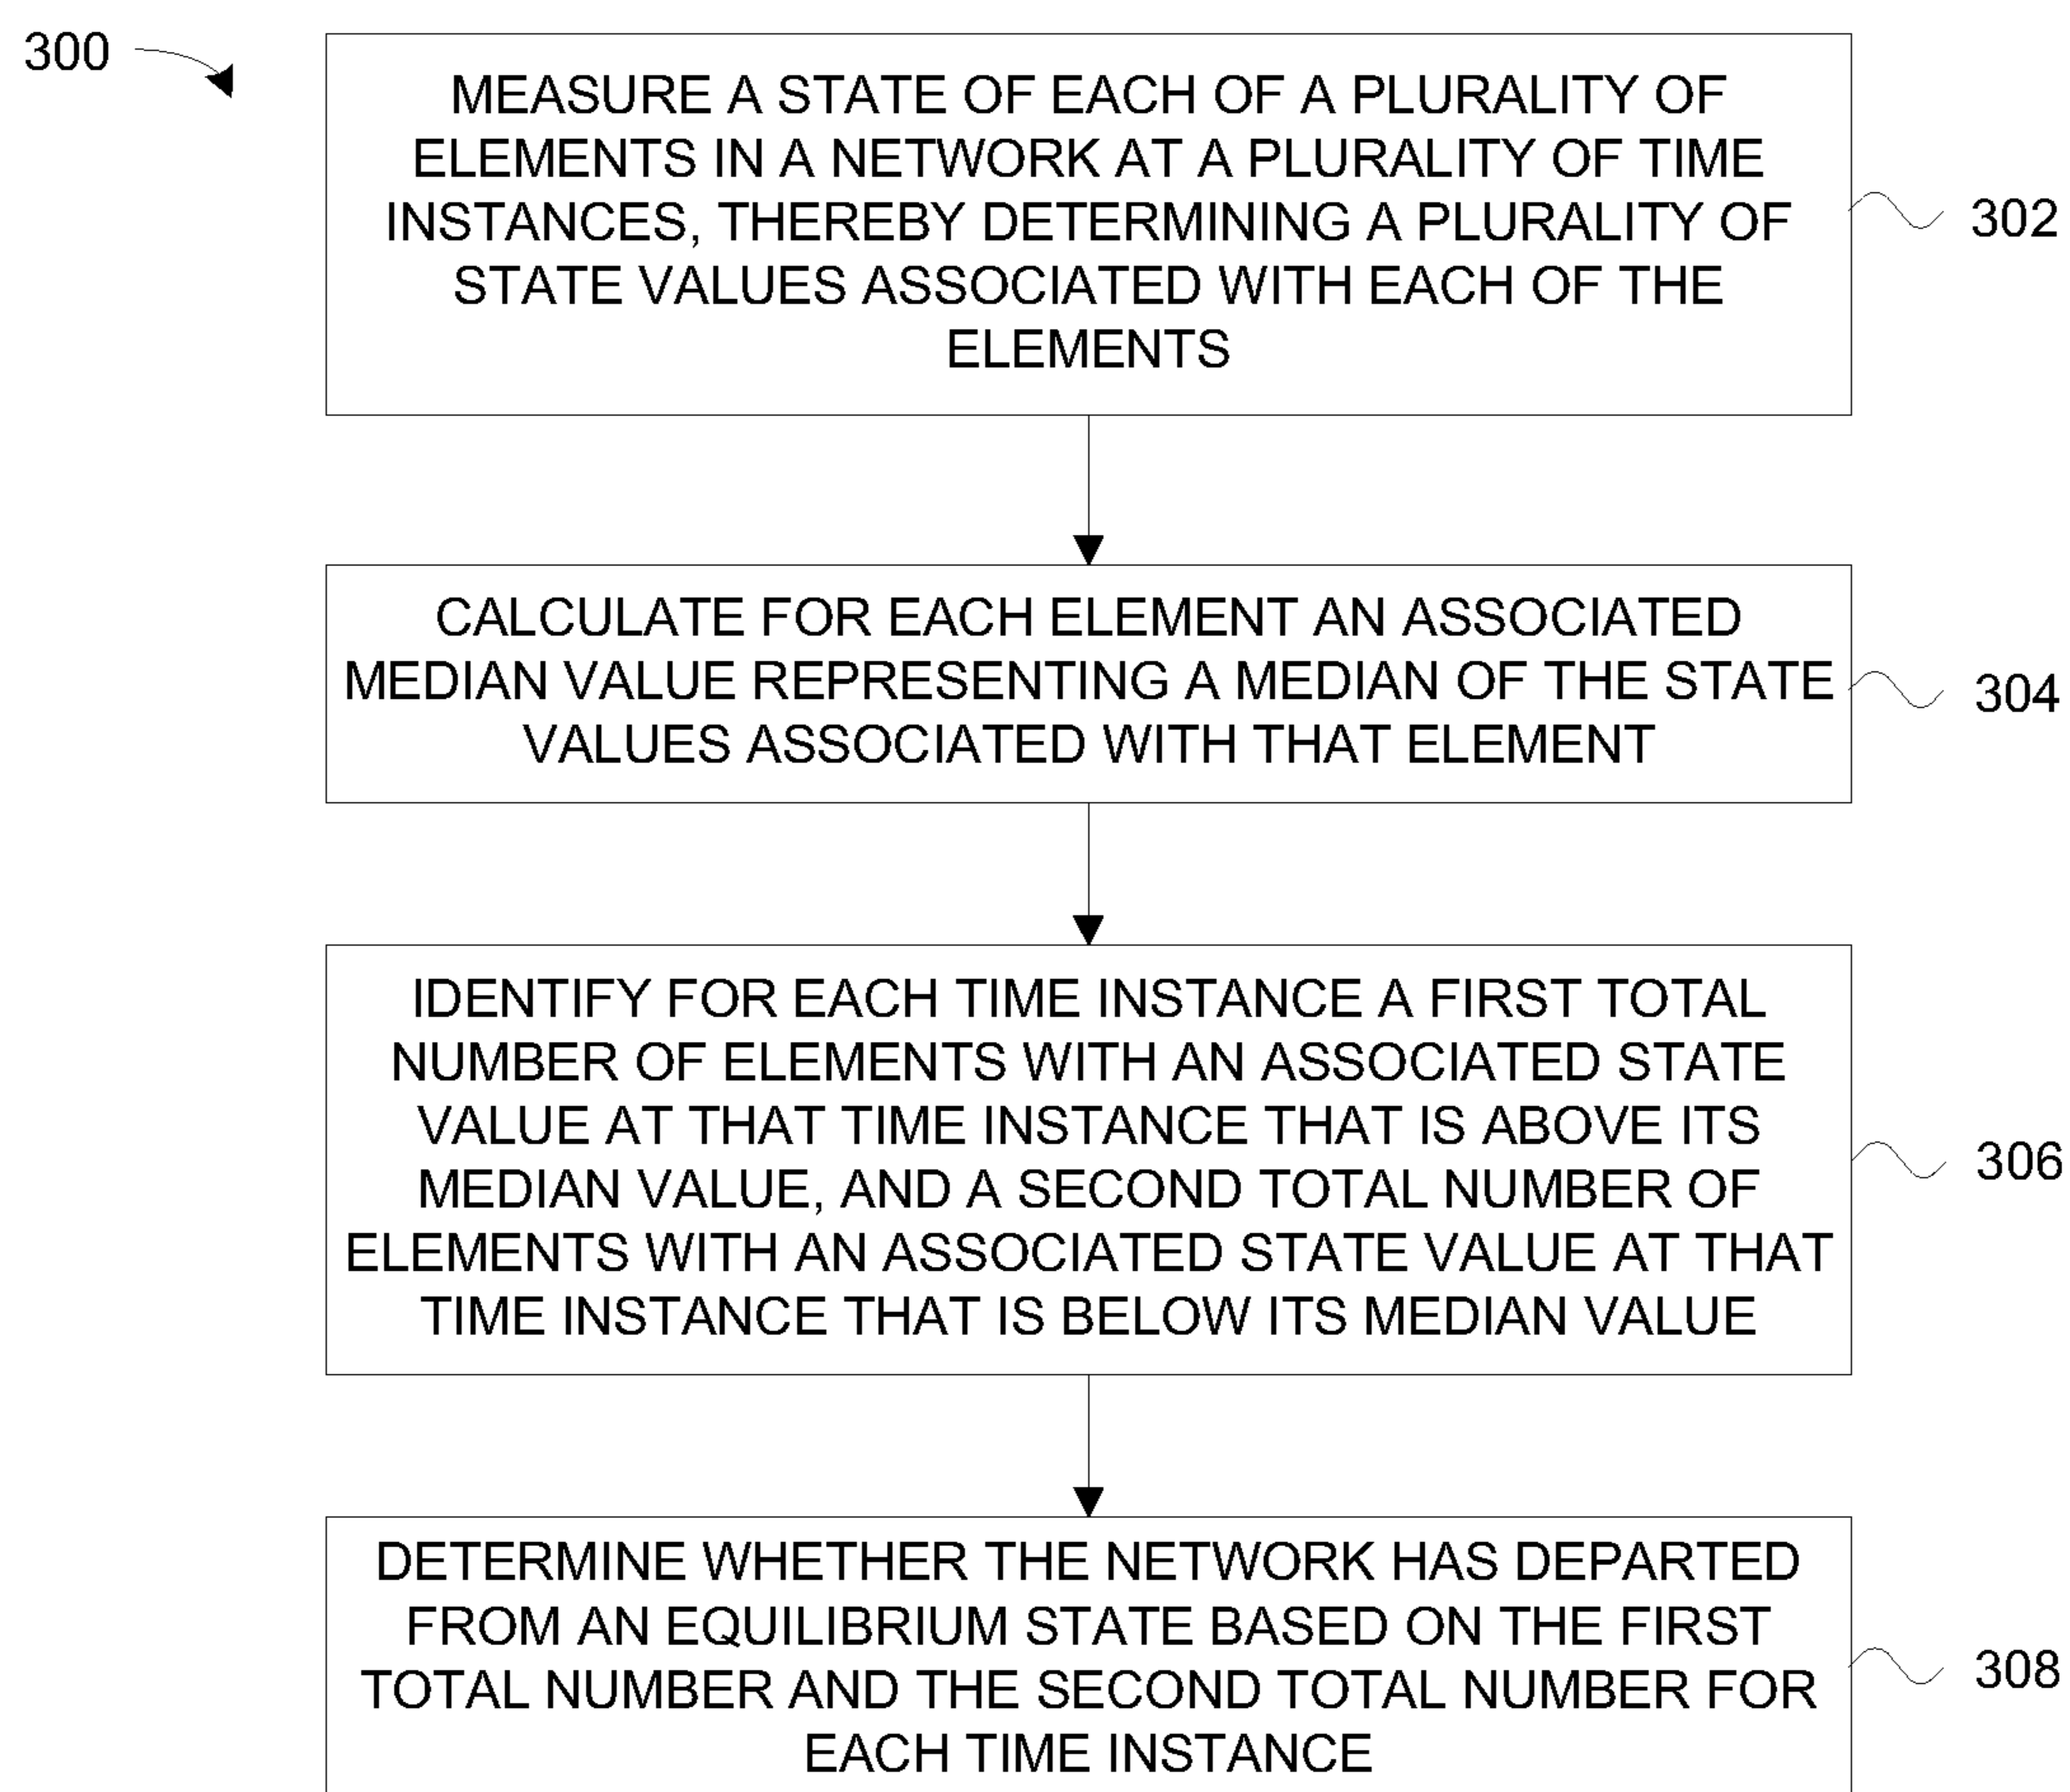 300
MEASURE A STATE OF EACH OF A PLURALITY OF
ELEMENTS IN A NETWORK AT A PLURALITY OF TIME
INSTANCES, THEREBY DETERMINING A PLURALITY OF
STATE VALUES ASSOCIATED WITH EACH OF THE
ELEMENTS
302
CALCULATE FOR EACH ELEMENT AN ASSOCIATED
MEDIAN VALUE REPRESENTING A MEDIAN OF THE STATE
VALUES ASSOCIATED WITH THAT ELEMENT
304
IDENTIFY FOR EACH TIME INSTANCE A FIRST TOTAL
NUMBER OF ELEMENTS WITH AN ASSOCIATED STATE
VALUE AT THAT TIME INSTANCE THAT IS ABOVE ITS
MEDIAN VALUE, AND A SECOND TOTAL NUMBER OF
ELEMENTS WITH AN ASSOCIATED STATE VALUE AT THAT
TIME INSTANCE THAT IS BELOW ITS MEDIAN VALUE
306
DETERMINE WHETHER THE NETWORK HAS DEPARTED
FROM AN EQUILIBRIUM STATE BASED ON THE FIRST
TOTAL NUMBER AND THE SECOND TOTAL NUMBER FOR
EACH TIME INSTANCE
308